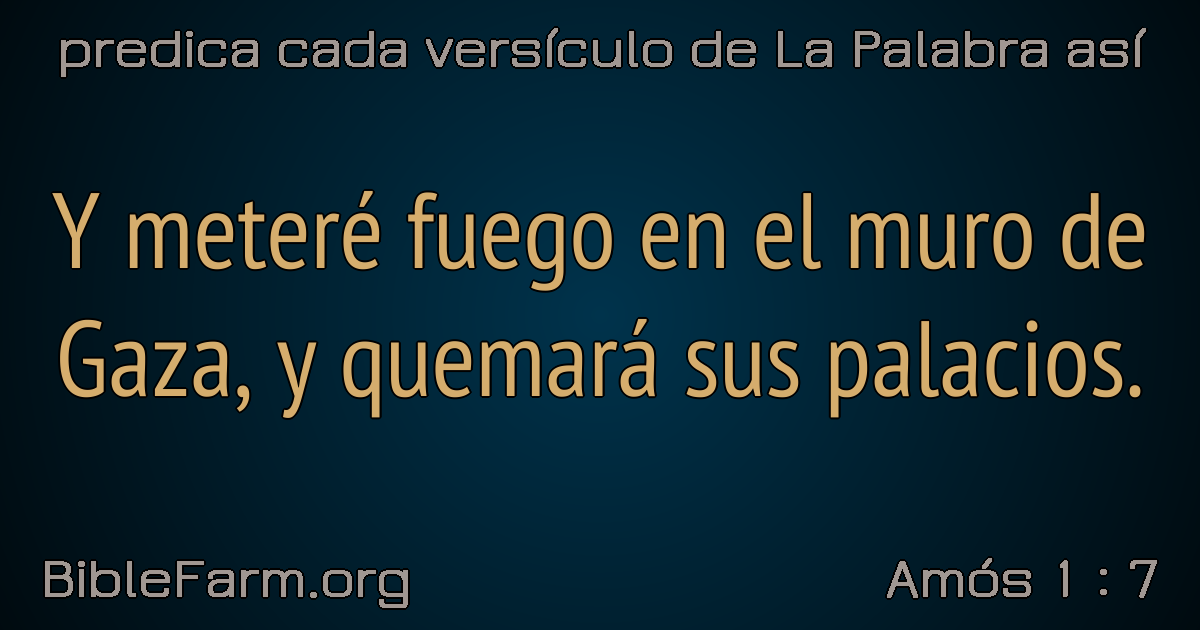 predica cada versículo de La Palabra así
Y meteré fuego en el muro de
Gaza, y quemará sus palacios.
BibleFarm.org
Amós 1 : 7